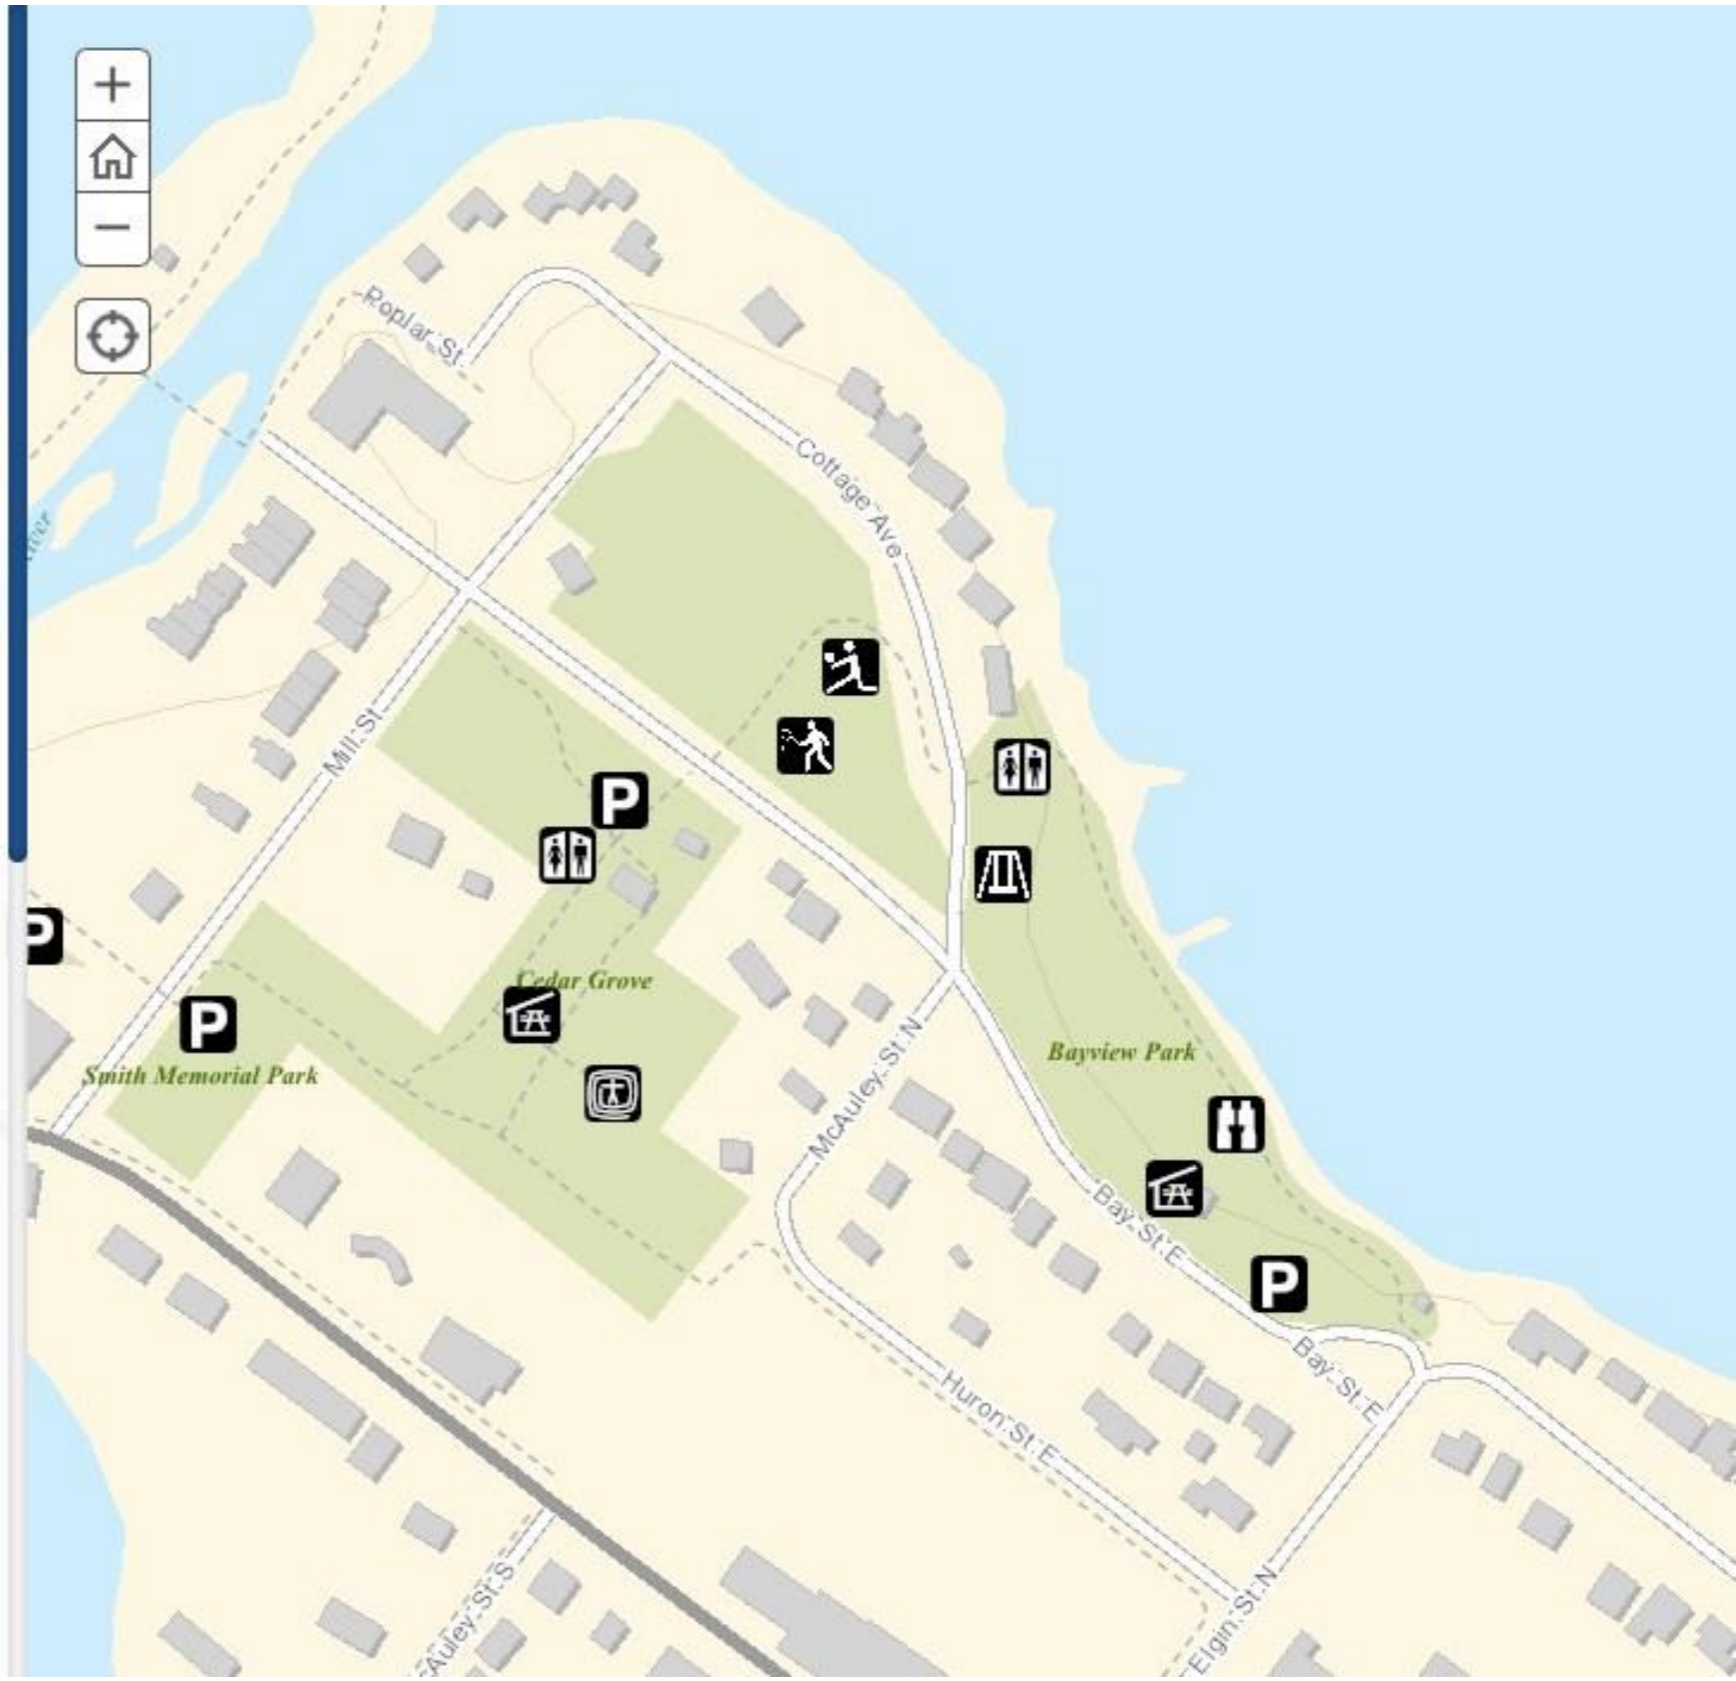 Poplar St
Cottage Ave
Mill St
P
P
Cedar Grove
P
Smith Memorial Park
McAuley St N
Bayview Park
Bay St E
P
Bay St E
Huron St E
Elgin St N